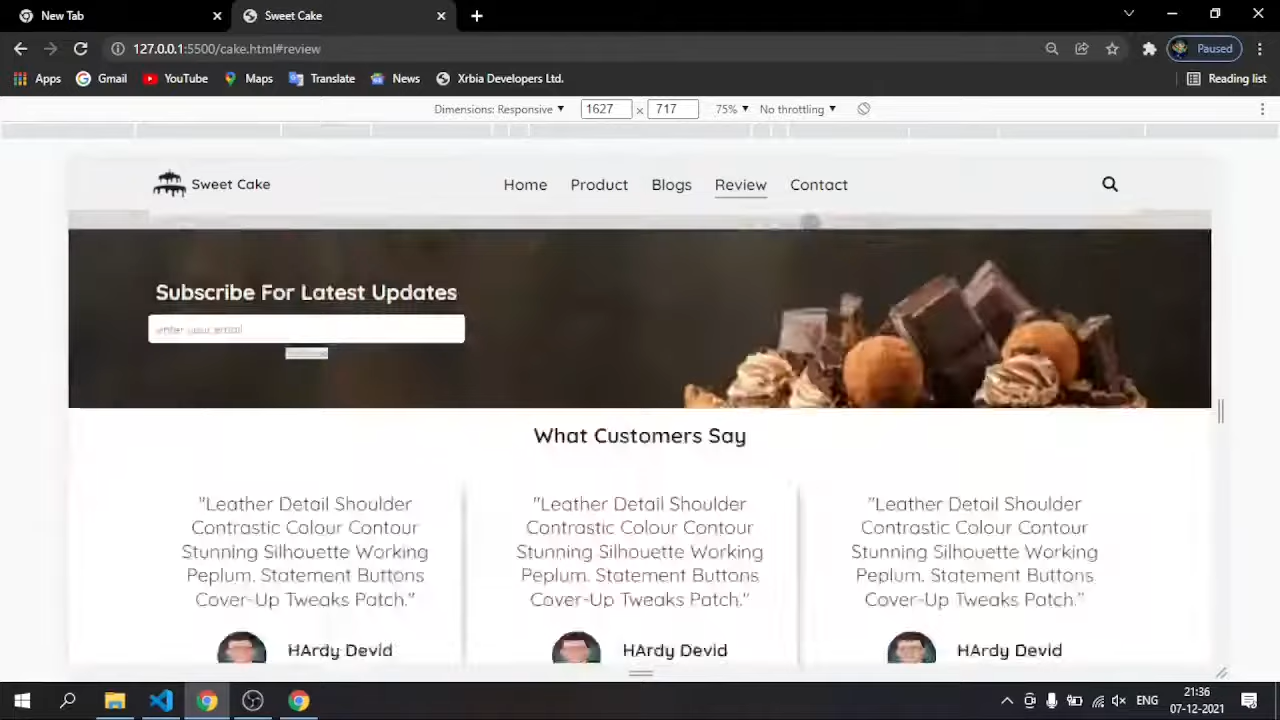 New Tab
Sweet Cake
127.0.0.1:5500/cake.html#review
Paused
Apps
Gmail
YouTube
Maps
Translate
News
Xrbia Developers Ltd.
Reading list
Dimensions: Responsive
1627 × 717
75%
No throttling
Sweet Cake
Home
Product
Blogs
Review
Contact
Subscribe For Latest Updates
enter your email
What Customers Say
"Leather Detail Shoulder
Contrastic Colour Contour
Stunning Silhouette Working
Peplum. Statement Buttons
Cover-Up Tweaks Patch."
HArdy Devid
"Leather Detail Shoulder
Contrastic Colour Contour
Stunning Silhouette Working
Peplum. Statement Buttons
Cover-Up Tweaks Patch."
HArdy Devid
"Leather Detail Shoulder
Contrastic Colour Contour
Stunning Silhouette Working
Peplum. Statement Buttons
Cover-Up Tweaks Patch."
HArdy Devid
ENG
21:36
07-12-2021